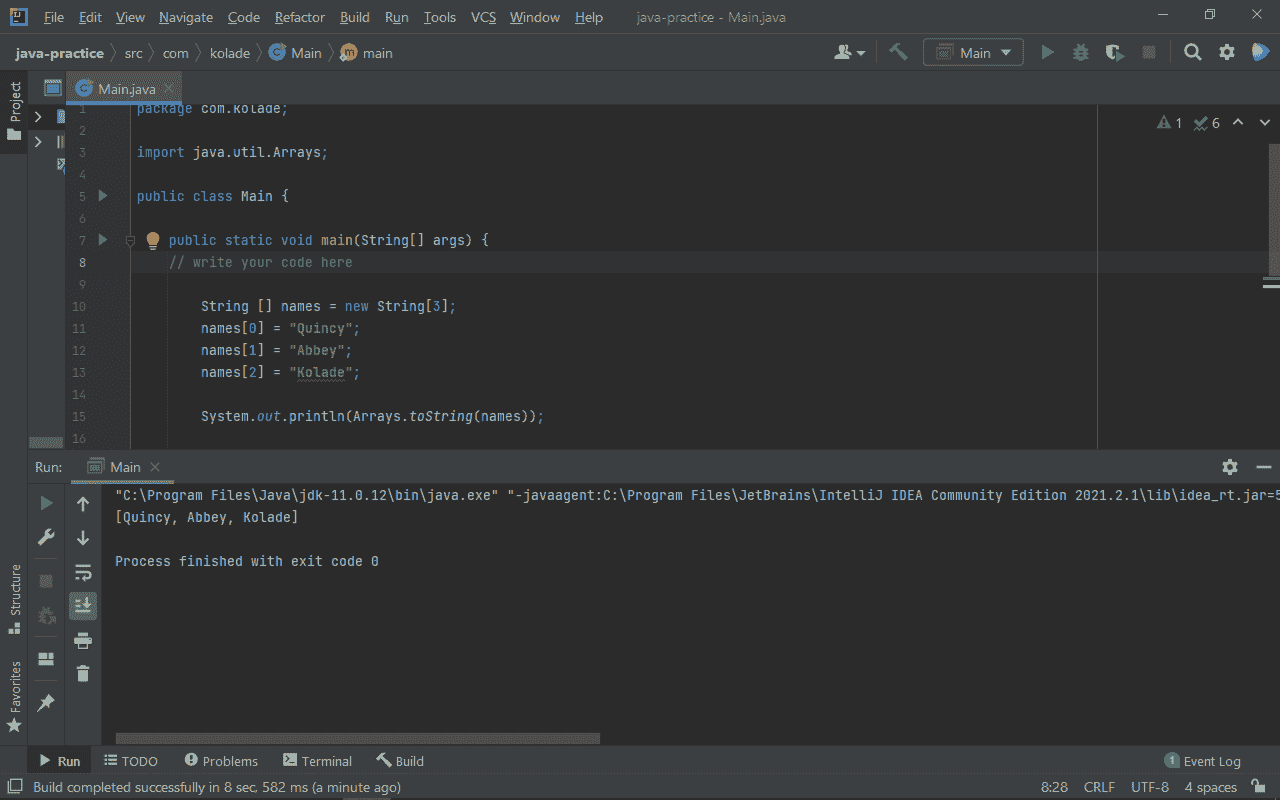 File Edit View Navigate Code Refactor Build Run Tools VCS Window Help java-practice - Main.java
java-practice src com kolade C Main m main Main
Project
C Main.java
1 6
1 package com.kolade;
2
3 import java.util.Arrays;
4
5 public class Main {
6
7 public static void main(String[] args) {
8 // write your code here
9
10 String [] names = new String[3];
11 names[0] = "Quincy";
12 names[1] = "Abbey";
13 names[2] = "Kolade";
14
15 System.out.println(Arrays.toString(names));
16
Run: Main
"C:\Program Files\Java\jdk-11.0.12\bin\java.exe" "-javaagent:C:\Program Files\JetBrains\IntelliJ IDEA Community Edition 2021.2.1\lib\idea_rt.jar=5
[Quincy, Abbey, Kolade]
Process finished with exit code 0
Structure
Favorites
Run TODO Problems Terminal Build 1 Event Log
Build completed successfully in 8 sec, 582 ms (a minute ago) 8:28 CRLF UTF-8 4 spaces